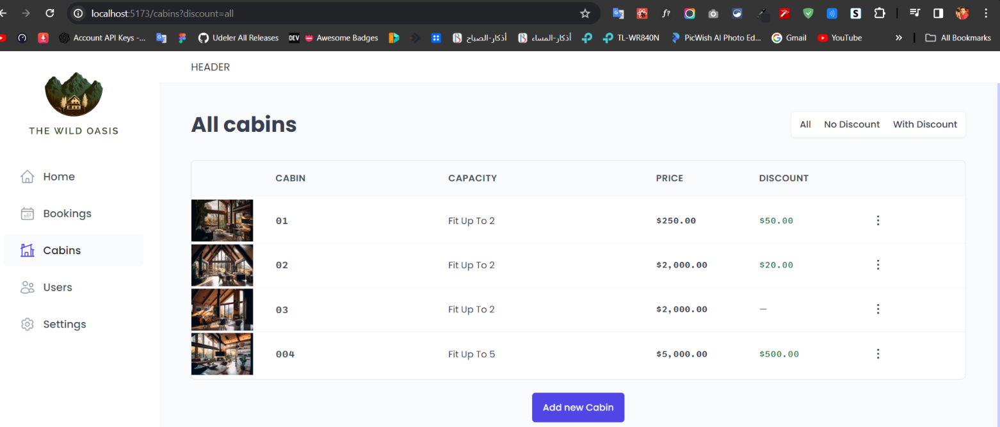 localhost:5173/cabins?discount=all
f?
S
Account API Keys -...
Udeler All Releases
DEV
Awesome Badges
أذكار-الصباح
أذكار-المساء
TL-WR840N
PicWish AI Photo Ed...
Gmail
YouTube
»
All Bookmarks
HEADER
THE WILD OASIS
Home
Bookings
Cabins
Users
Settings
All cabins
All No Discount With Discount
CABIN CAPACITY PRICE DISCOUNT
01 Fit Up To 2 $250.00 $50.00
02 Fit Up To 2 $2,000.00 $20.00
03 Fit Up To 2 $2,000.00 —
004 Fit Up To 5 $5,000.00 $500.00
Add new Cabin